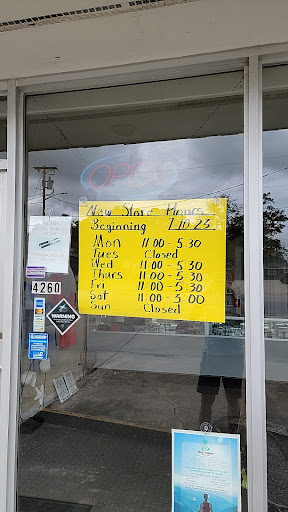 OPEN
New Store Hours
Beginning 7-10-23
Mon 11:00 - 5:30
Tues Closed
Wed 11:00 - 5:30
Thurs 11:00 - 5:30
Fri 11:00 - 5:30
Sat 11:00 - 5:00
Sun Closed
4260
WARNING